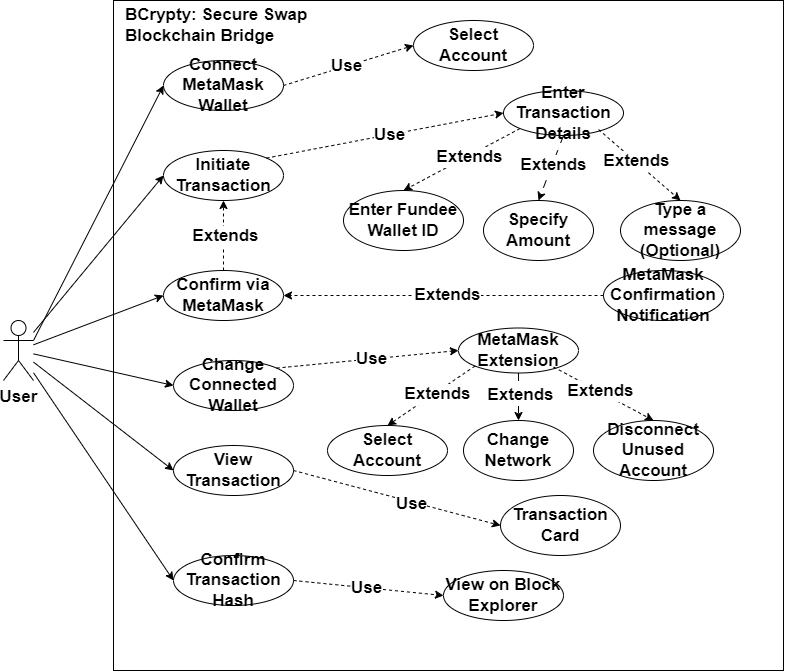 BCrypty: Secure Swap
Blockchain Bridge
Connect
MetaMask
Wallet
Use
Select
Account
Initiate
Transaction
Use
Enter
Transaction
Details
Extends
Extends
Extends
Enter Fundee
Wallet ID
Specify
Amount
Type a
message
(Optional)
Extends
Confirm via
MetaMask
Extends
MetaMask
Confirmation
Notification
User
Change
Connected
Wallet
Use
MetaMask
Extension
Extends
Extends
Extends
Select
Account
Change
Network
Disconnect
Unused
Account
View
Transaction
Use
Transaction
Card
Confirm
Transaction
Hash
Use
View on Block
Explorer